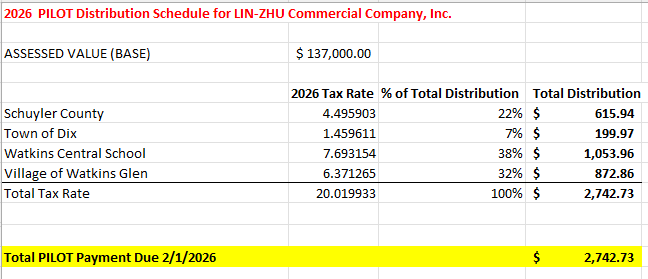 2026 PILOT Distribution Schedule for LIN-ZHU Commercial Company, Inc.
ASSESSED VALUE (BASE) $ 137,000.00
2026 Tax Rate % of Total Distribution Total Distribution
Schuyler County 4.495903 22% $ 615.94
Town of Dix 1.459611 7% $ 199.97
Watkins Central School 7.693154 38% $ 1,053.96
Village of Watkins Glen 6.371265 32% $ 872.86
Total Tax Rate 20.019933 100% $ 2,742.73
Total PILOT Payment Due 2/1/2026 $ 2,742.73